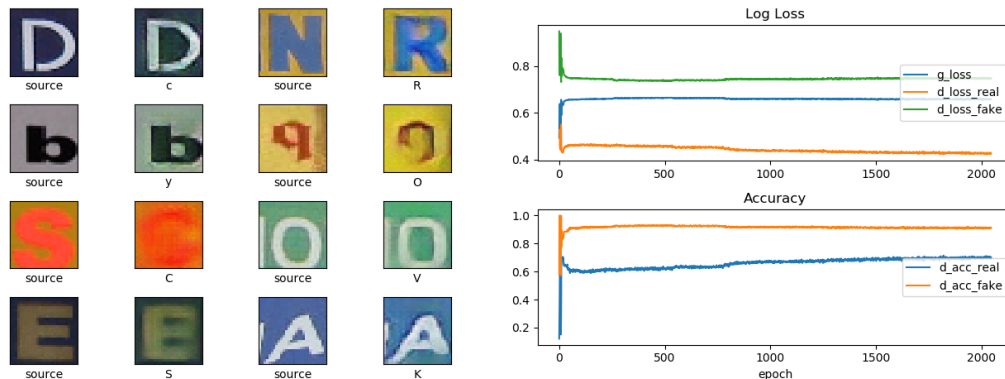 D D N R
source c source R
b b q
source y source O
S C IO IO
source C source V
E E A A
source S source K
Log Loss
0.8
0.6
0.4
g_loss
d_loss_real
d_loss_fake
0 500 1000 1500 2000
Accuracy
1.0
0.8
0.6
0.4
0.2
d_acc_real
d_acc_fake
0 500 1000 1500 2000
epoch